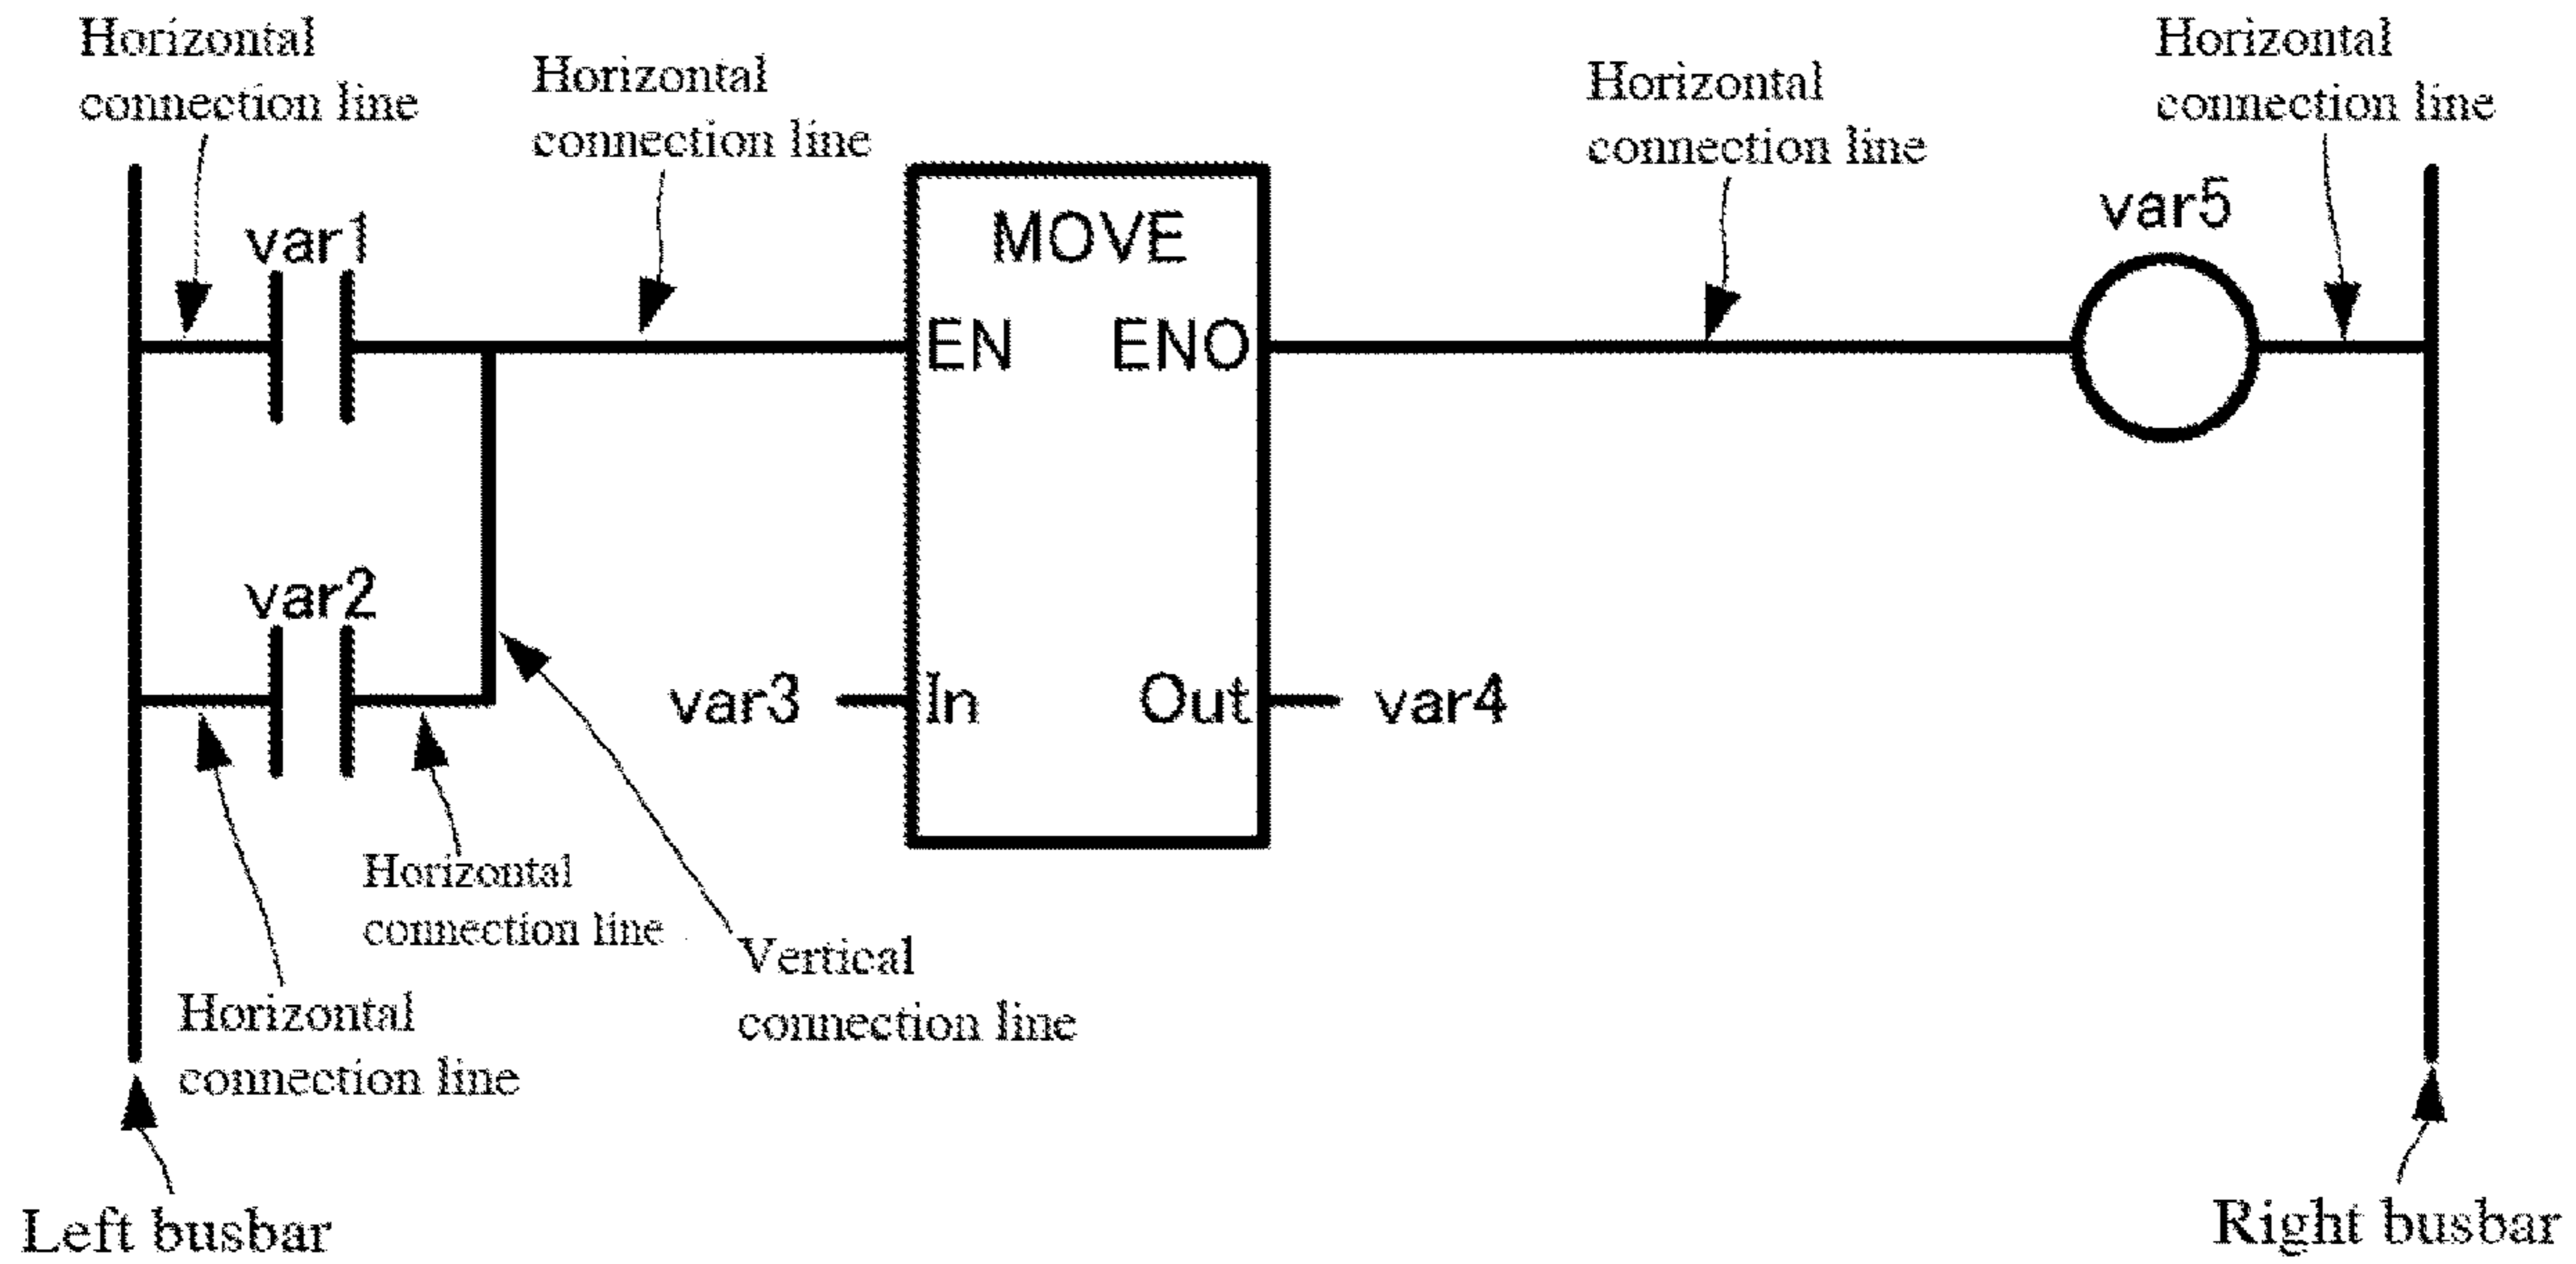 Horizontal
connection line
Horizontal
connection line
Horizontal
connection line
Horizontal
connection line
var1
MOVE
var5
EN
ENO
var2
var3
In
Out
var4
Horizontal
connection line
Vertical
connection line
Horizontal
connection line
Left busbar
Right busbar